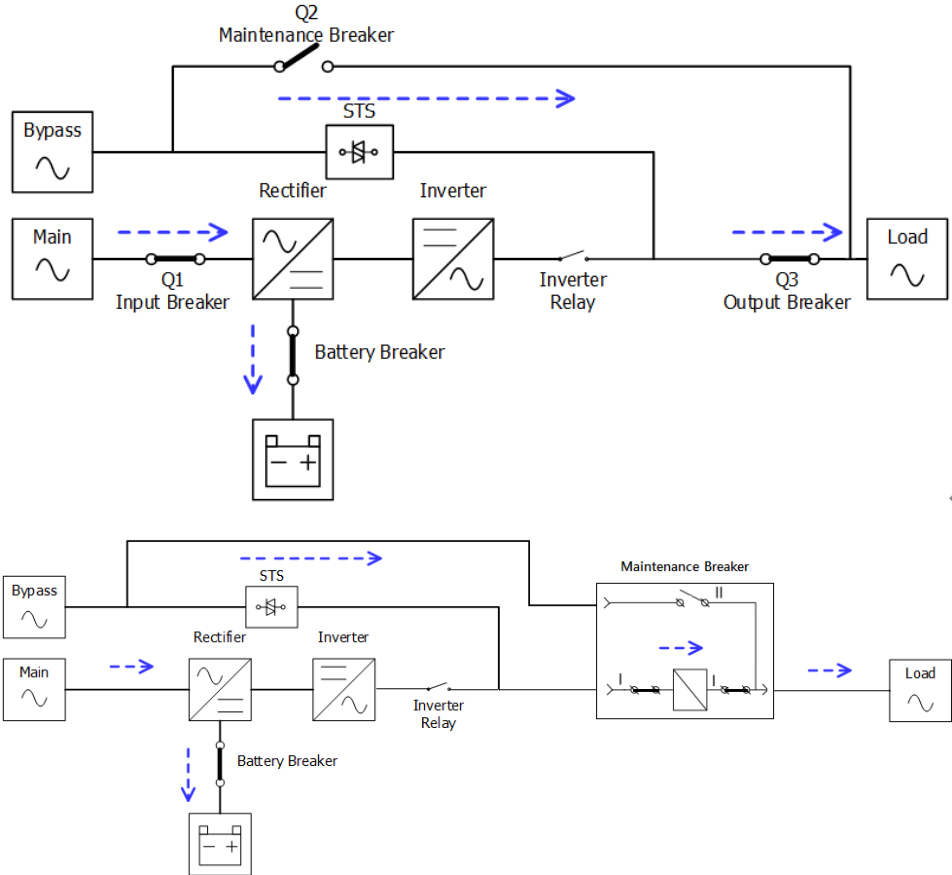 Q2
Maintenance Breaker
STS
Bypass
Rectifier
Inverter
Main
Load
Q1
Input Breaker
Inverter
Relay
Q3
Output Breaker
Battery Breaker
− +
Maintenance Breaker
STS
Bypass
II
Rectifier
Inverter
Main
I
I
Load
Inverter
Relay
Battery Breaker
− +